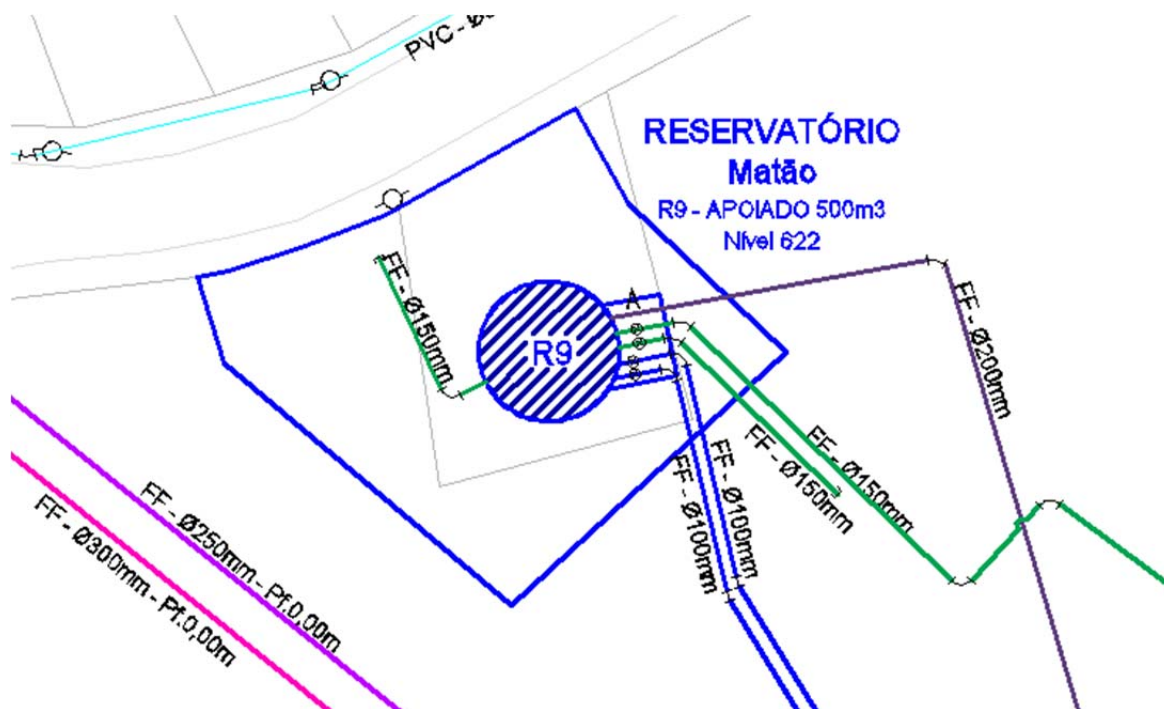 PVC - Ø
RESERVATÓRIO
Matão
R9 - APOIADO 500m3
Nível 622
FF - Ø150mm
A
R9
FF - Ø200mm
FF - Ø150mm
FF - Ø150mm
FF - Ø100mm
FF - Ø100mm
FF - Ø250mm - Pf.0,00m
FF - Ø300mm - Pf.0,00m